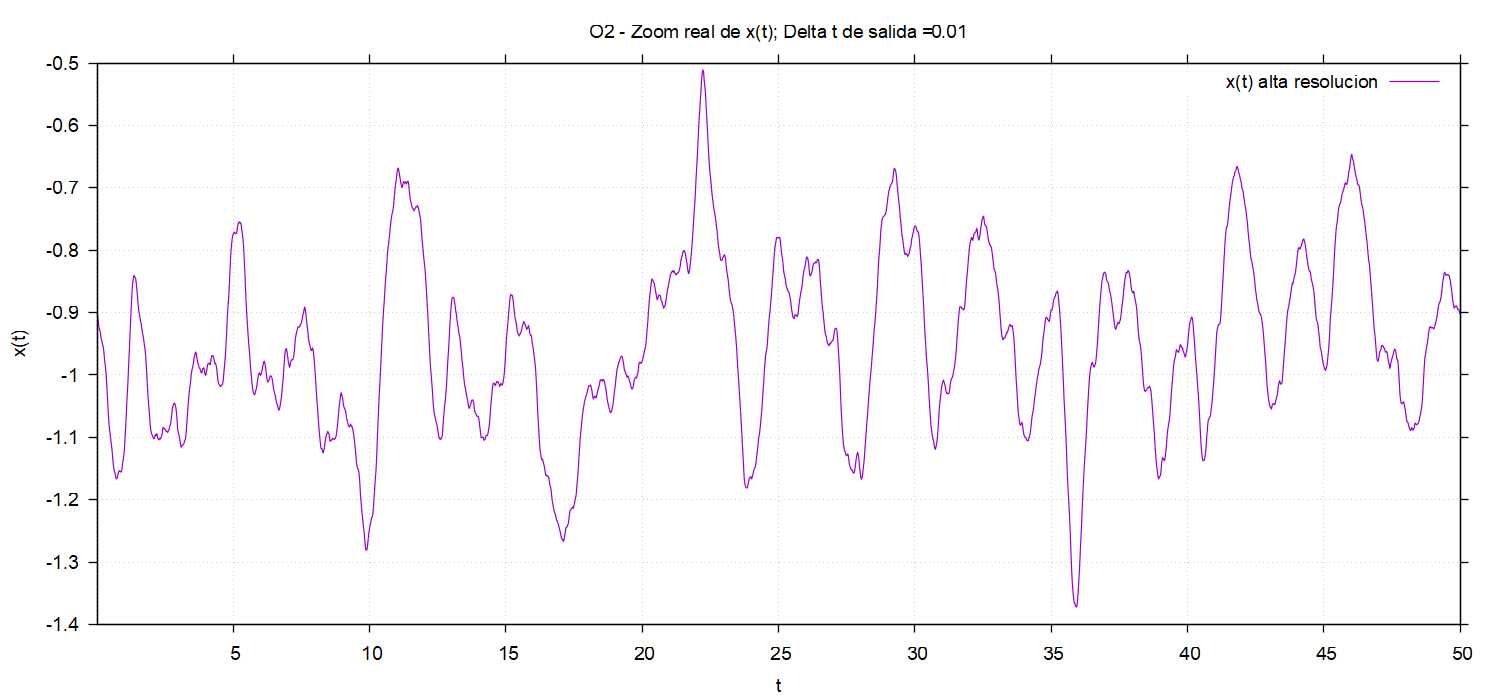 O2 - Zoom real de x(t); Delta t de salida =0.01
x(t) alta resolucion
-0.5
-0.6
-0.7
-0.8
-0.9
-1
-1.1
-1.2
-1.3
-1.4
x(t)
5 10 15 20 25 30 35 40 45 50
t